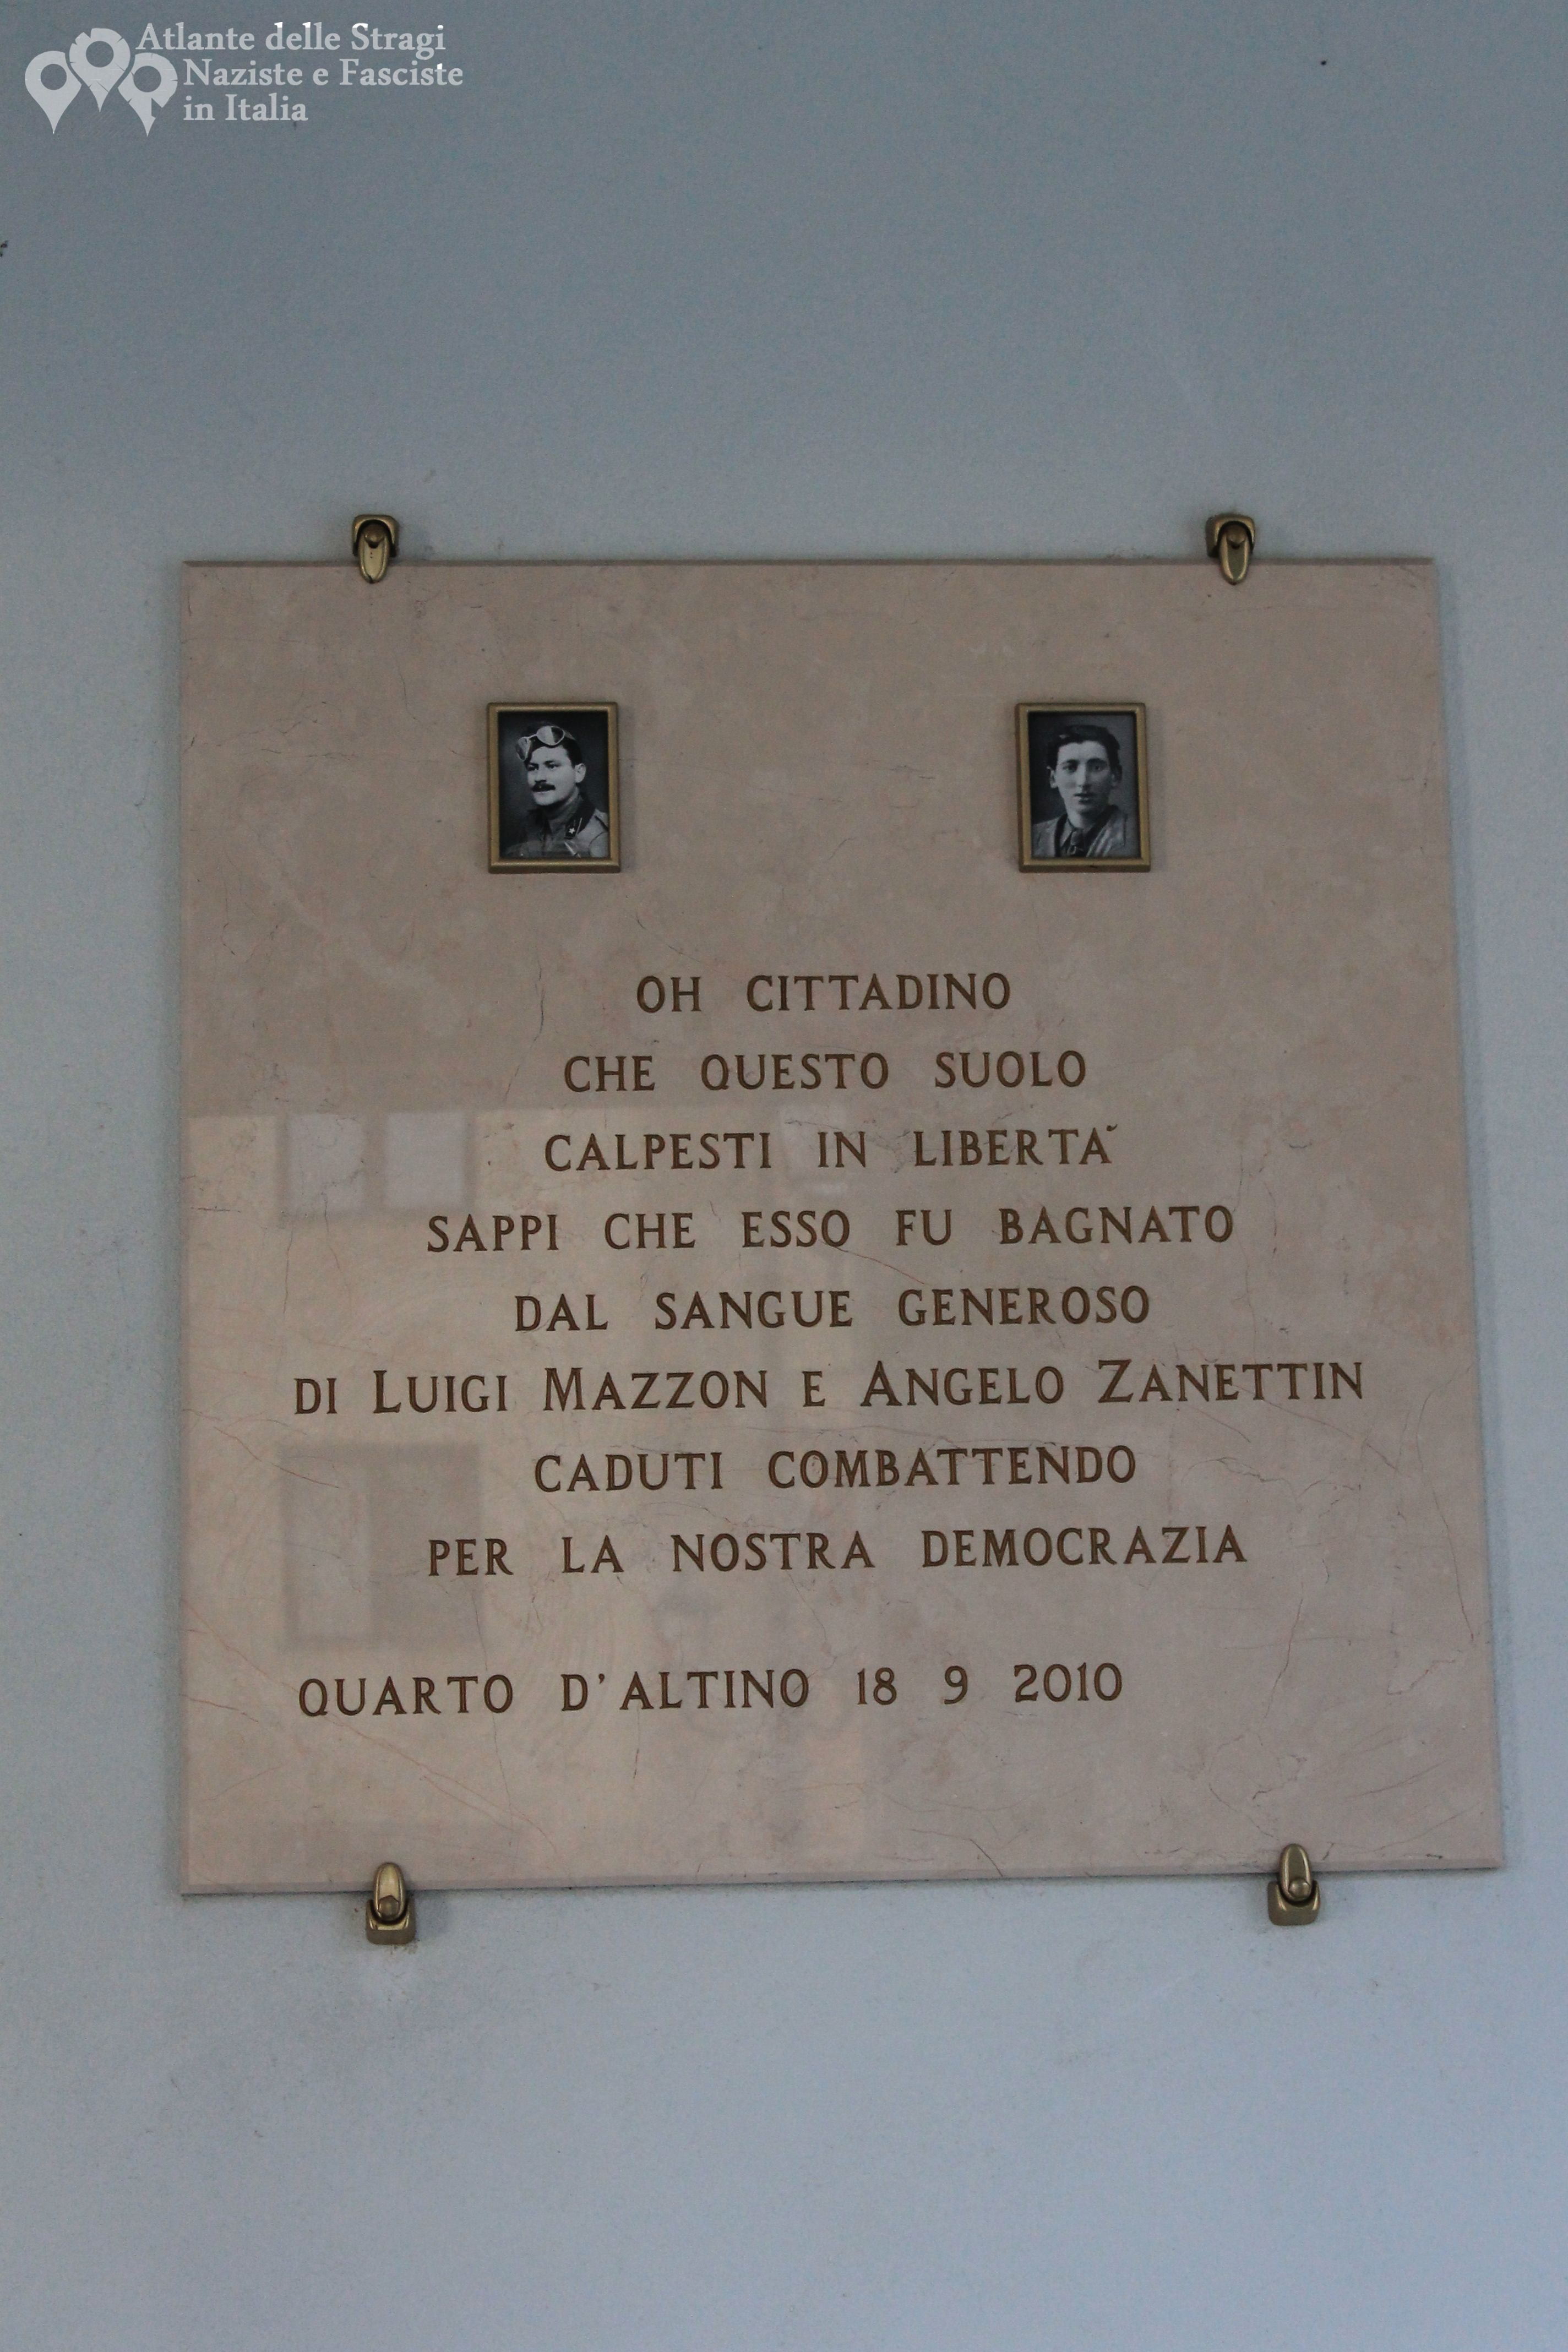 Atlante delle Stragi
Naziste e Fasciste
in Italia
OH CITTADINO
CHE QUESTO SUOLO
CALPESTI IN LIBERTA'
SAPPI CHE ESSO FU BAGNATO
DAL SANGUE GENEROSO
DI LUIGI MAZZON E ANGELO ZANETTIN
CADUTI COMBATTENDO
PER LA NOSTRA DEMOCRAZIA
QUARTO D'ALTINO 18 9 2010